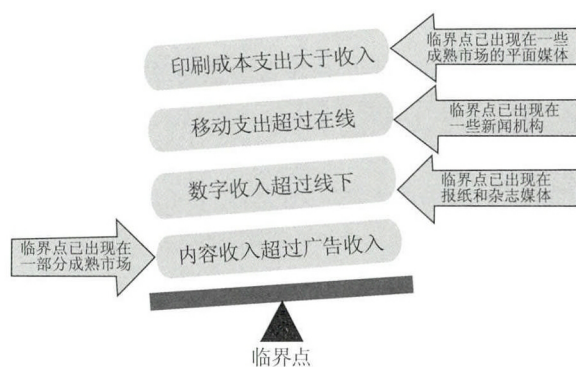 印刷成本支出大于收入
临界点已出现在一些
成熟市场的平面媒体
移动支出超过在线
临界点已出现在
一些新闻机构
数字收入超过线下
临界点已出现在
报纸和杂志媒体
临界点已出现在
一部分成熟市场
内容收入超过广告收入
临界点